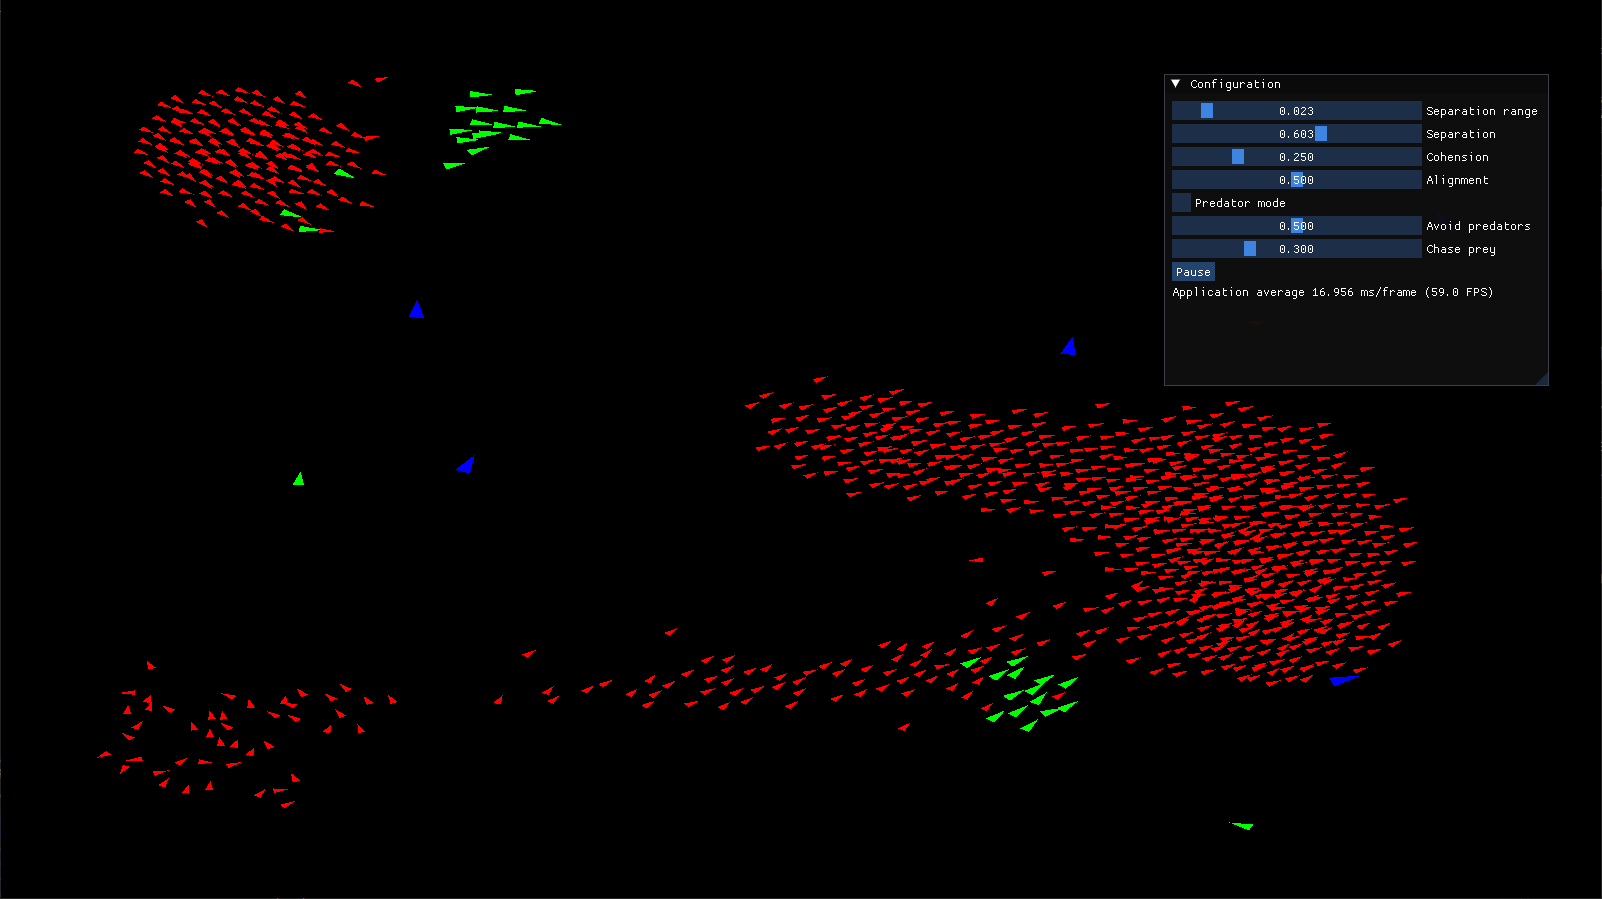 Configuration
0.023 Separation range
0.603 Separation
0.250 Cohension
0.500 Alignment
Predator mode
0.500 Avoid predators
0.300 Chase prey
Pause
Application average 16.956 ms/frame (59.0 FPS)